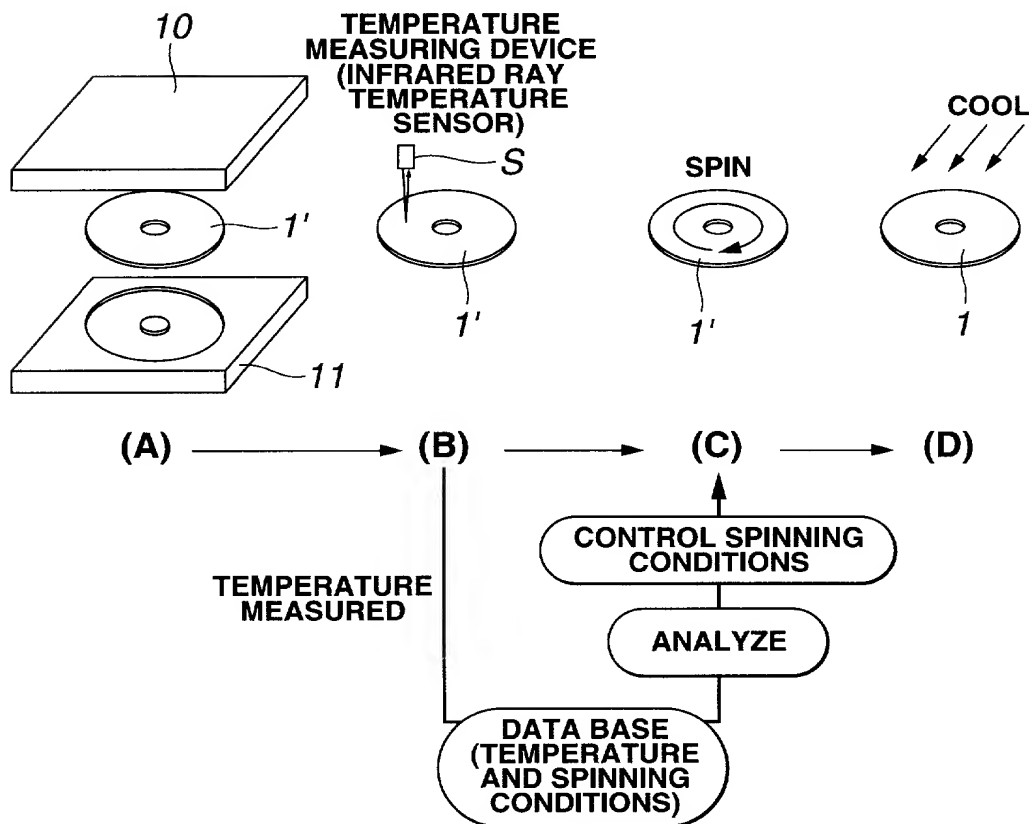 10
TEMPERATURE
MEASURING DEVICE
(INFRARED RAY
TEMPERATURE
SENSOR)
S
COOL
SPIN
1'
1'
1'
1
11
(A)
(B)
(C)
(D)
CONTROL SPINNING
CONDITIONS
TEMPERATURE
MEASURED
ANALYZE
DATA BASE
(TEMPERATURE
AND SPINNING
CONDITIONS)